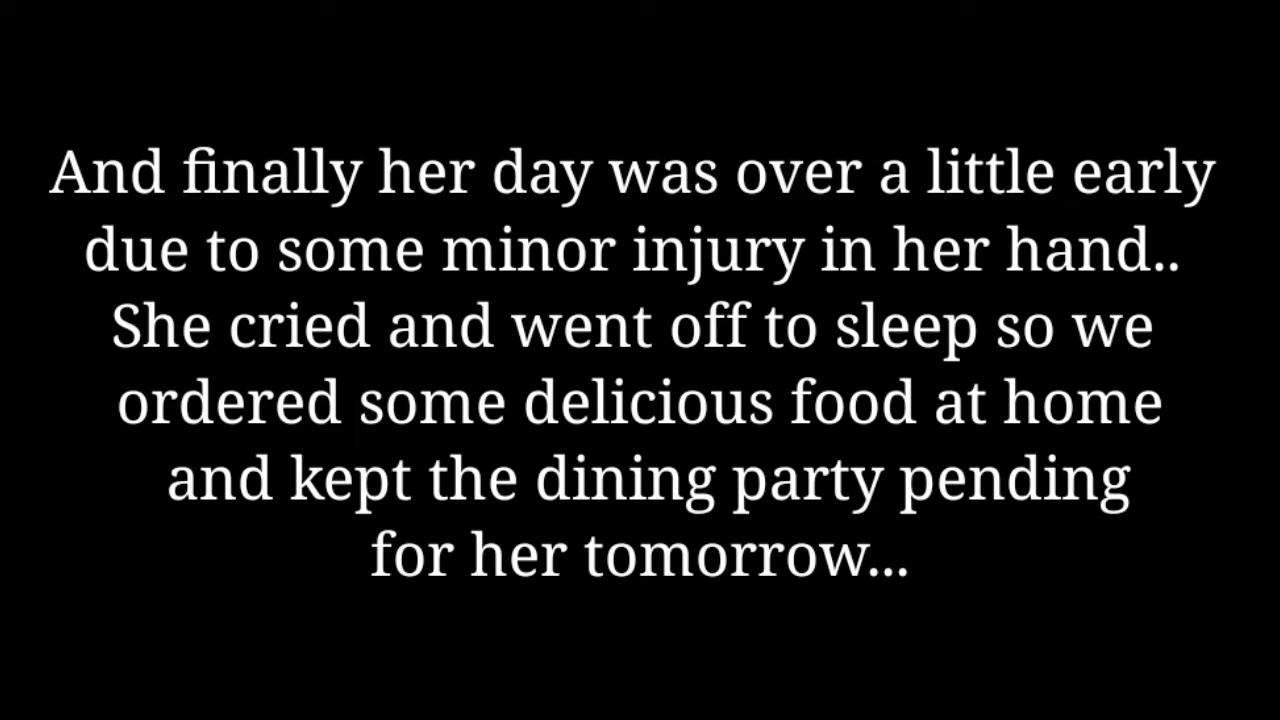 And finally her day was over a little early
due to some minor injury in her hand..
She cried and went off to sleep so we
ordered some delicious food at home
and kept the dining party pending
for her tomorrow...